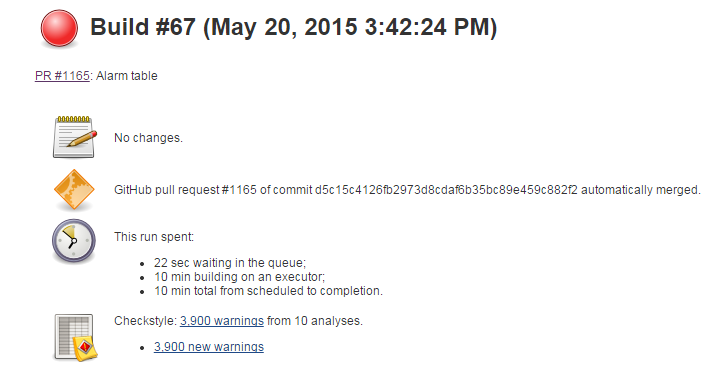 Build #67 (May 20, 2015 3:42:24 PM)
PR #1165: Alarm table
No changes.
GitHub pull request #1165 of commit d5c15c4126fb2973d8cdaf6b35bc89e459c882f2 automatically merged.
This run spent:
• 22 sec waiting in the queue;
• 10 min building on an executor;
• 10 min total from scheduled to completion.
Checkstyle: 3,900 warnings from 10 analyses.
• 3,900 new warnings